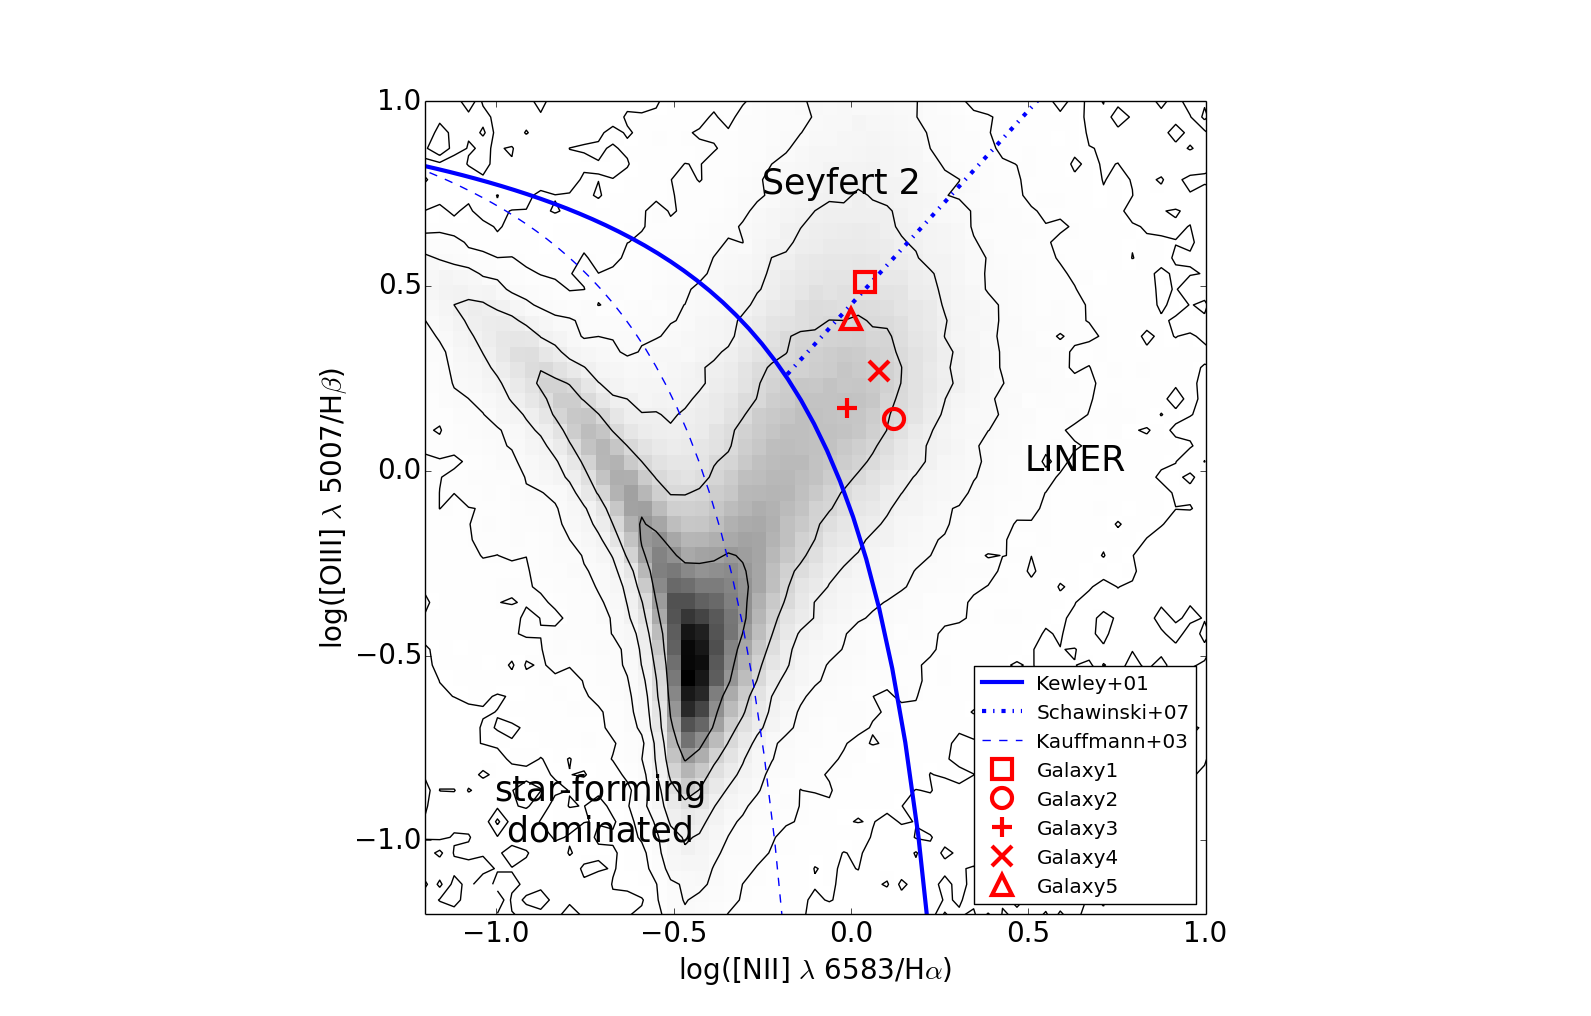 1.0
0.5
0.0
−0.5
−1.0
log([OIII] λ 5007/Hβ)
Seyfert 2
LINER
star-forming
dominated
Kewley+01
Schawinski+07
Kauffmann+03
Galaxy1
Galaxy2
Galaxy3
Galaxy4
Galaxy5
−1.0 −0.5 0.0 0.5 1.0
log([NII] λ 6583/Hα)